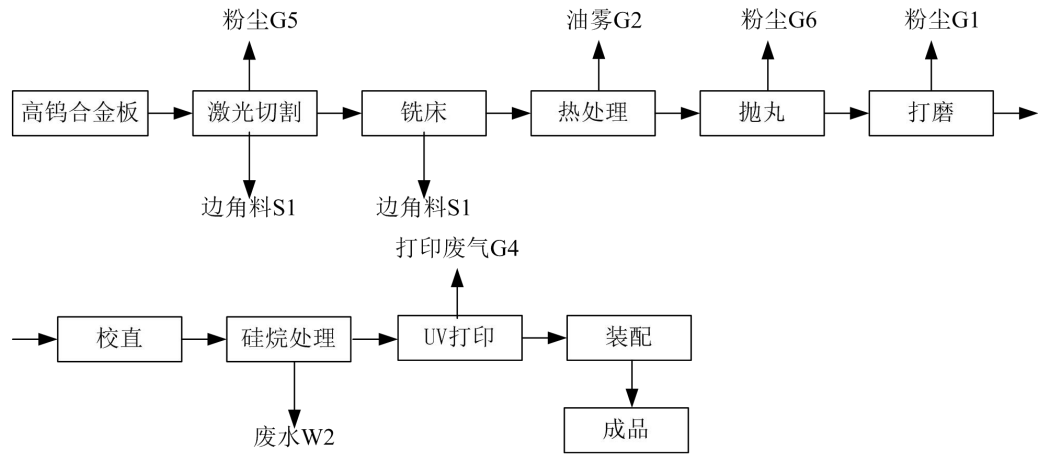 粉尘G5
油雾G2
粉尘G6
粉尘G1
高钨合金板
激光切割
铣床
热处理
抛丸
打磨
边角料S1
边角料S1
打印废气G4
校直
硅烷处理
UV打印
装配
废水W2
成品